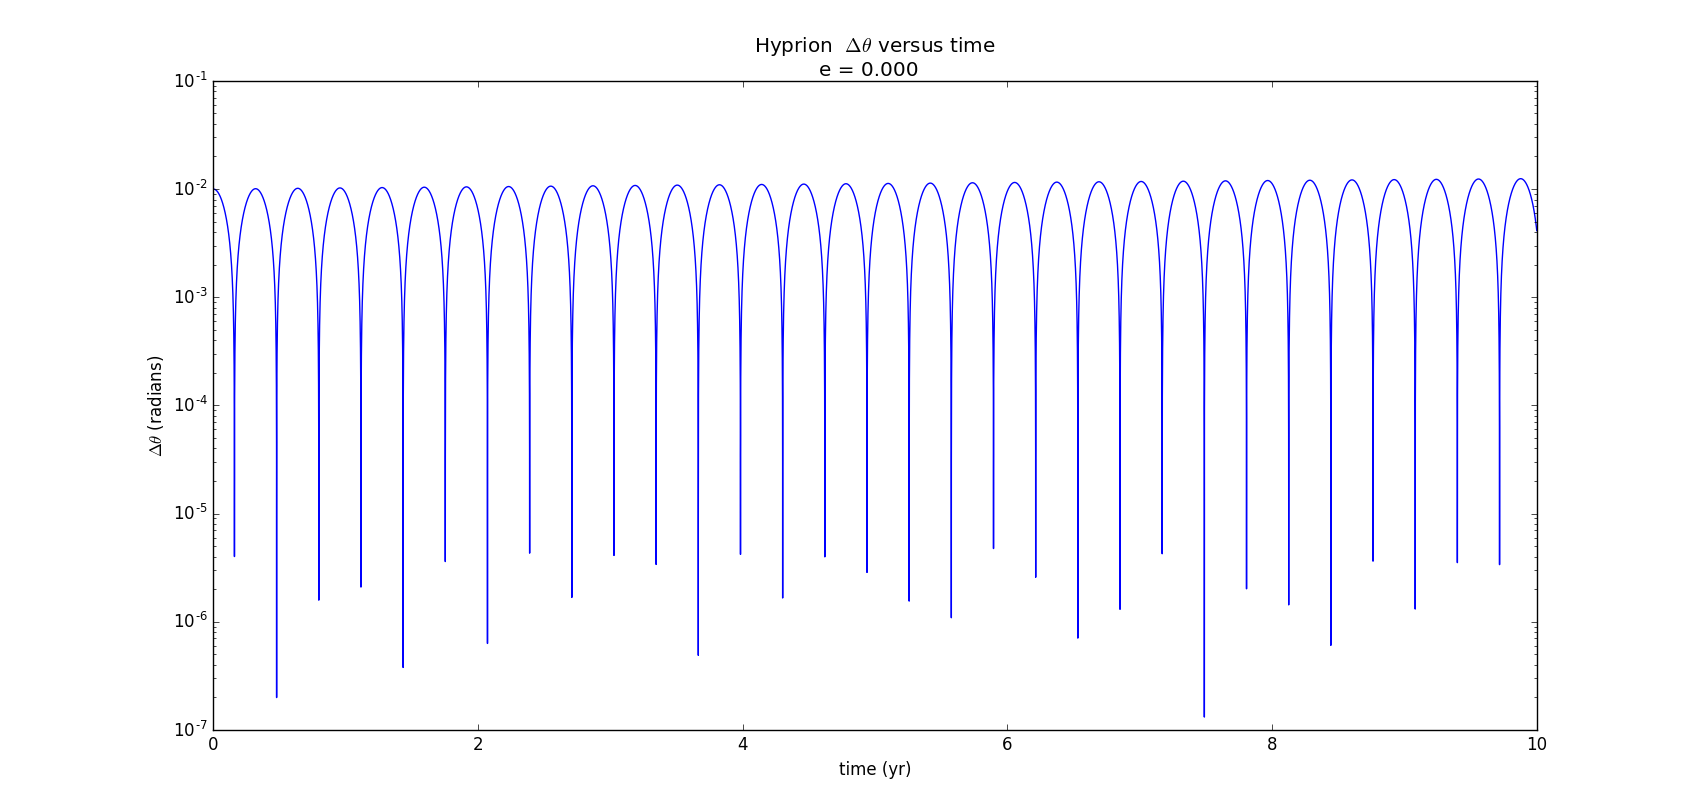 Hyprion Δθ versus time
e = 0.000
10^-1
10^-2
10^-3
10^-4
10^-5
10^-6
10^-7
Δθ (radians)
0 2 4 6 8 10
time (yr)